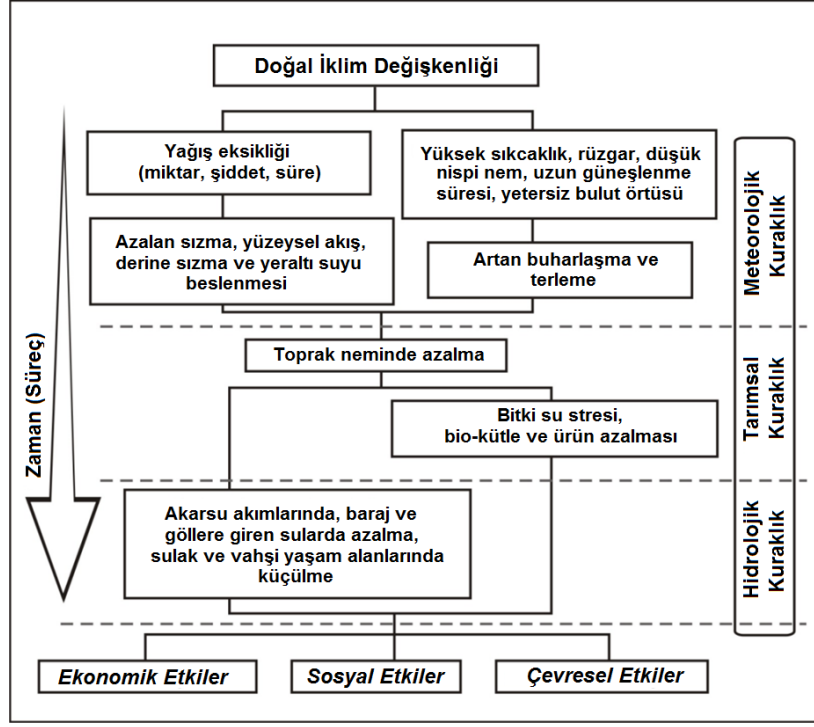 Doğal İklim Değişkenliği
Yağış eksikliği
(miktar, şiddet, süre)
Yüksek sıkcaklık, rüzgar, düşük
nispi nem, uzun güneşlenme
süresi, yetersiz bulut örtüsü
Azalan sızma, yüzeysel akış,
derine sızma ve yeraltı suyu
beslenmesi
Artan buharlaşma ve
terleme
Meteorolojik
Kuraklık
Toprak neminde azalma
Bitki su stresi,
bio-kütle ve ürün azalması
Tarımsal
Kuraklık
Zaman (Süreç)
Akarsu akımlarında, baraj ve
göllere giren sularda azalma,
sulak ve vahşi yaşam alanlarında
küçülme
Hidrolojik
Kuraklık
Ekonomik Etkiler
Sosyal Etkiler
Çevresel Etkiler